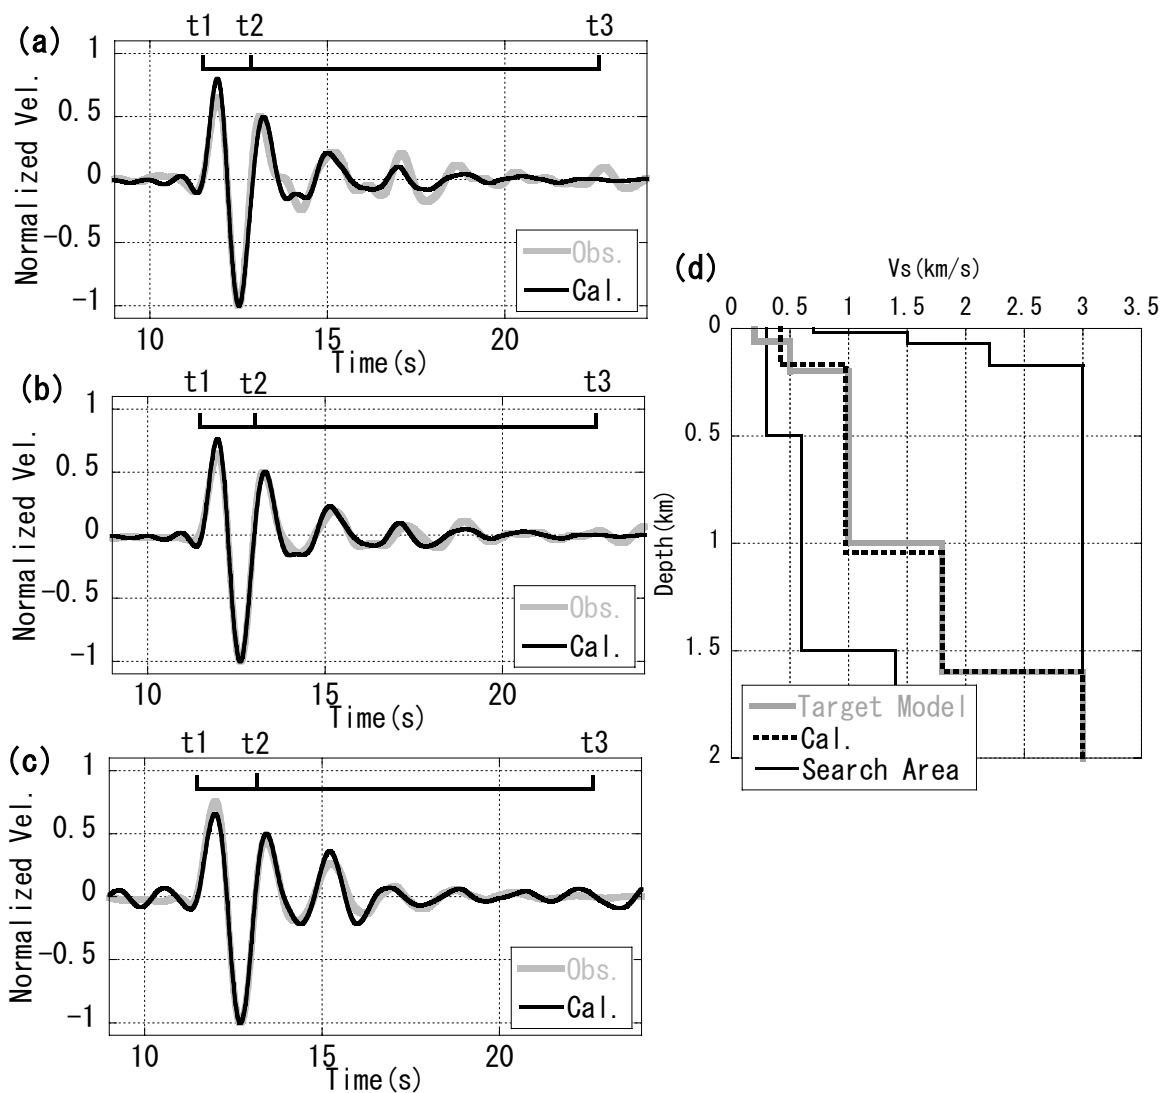 (a)
t1 t2 t3
Normalized Vel.
1
0.5
0
-0.5
-1
Obs.
Cal.
10 15 20
Time(s)
(b)
t1 t2 t3
Normalized Vel.
1
0.5
0
-0.5
-1
Obs.
Cal.
10 15 20
Time(s)
(c)
t1 t2 t3
Normalized Vel.
1
0.5
0
-0.5
-1
Obs.
Cal.
10 15 20
Time(s)
(d)
Vs(km/s)
0 0.5 1 1.5 2 2.5 3 3.5
Depth(km)
0
0.5
1
1.5
2
Target Model
Cal.
Search Area